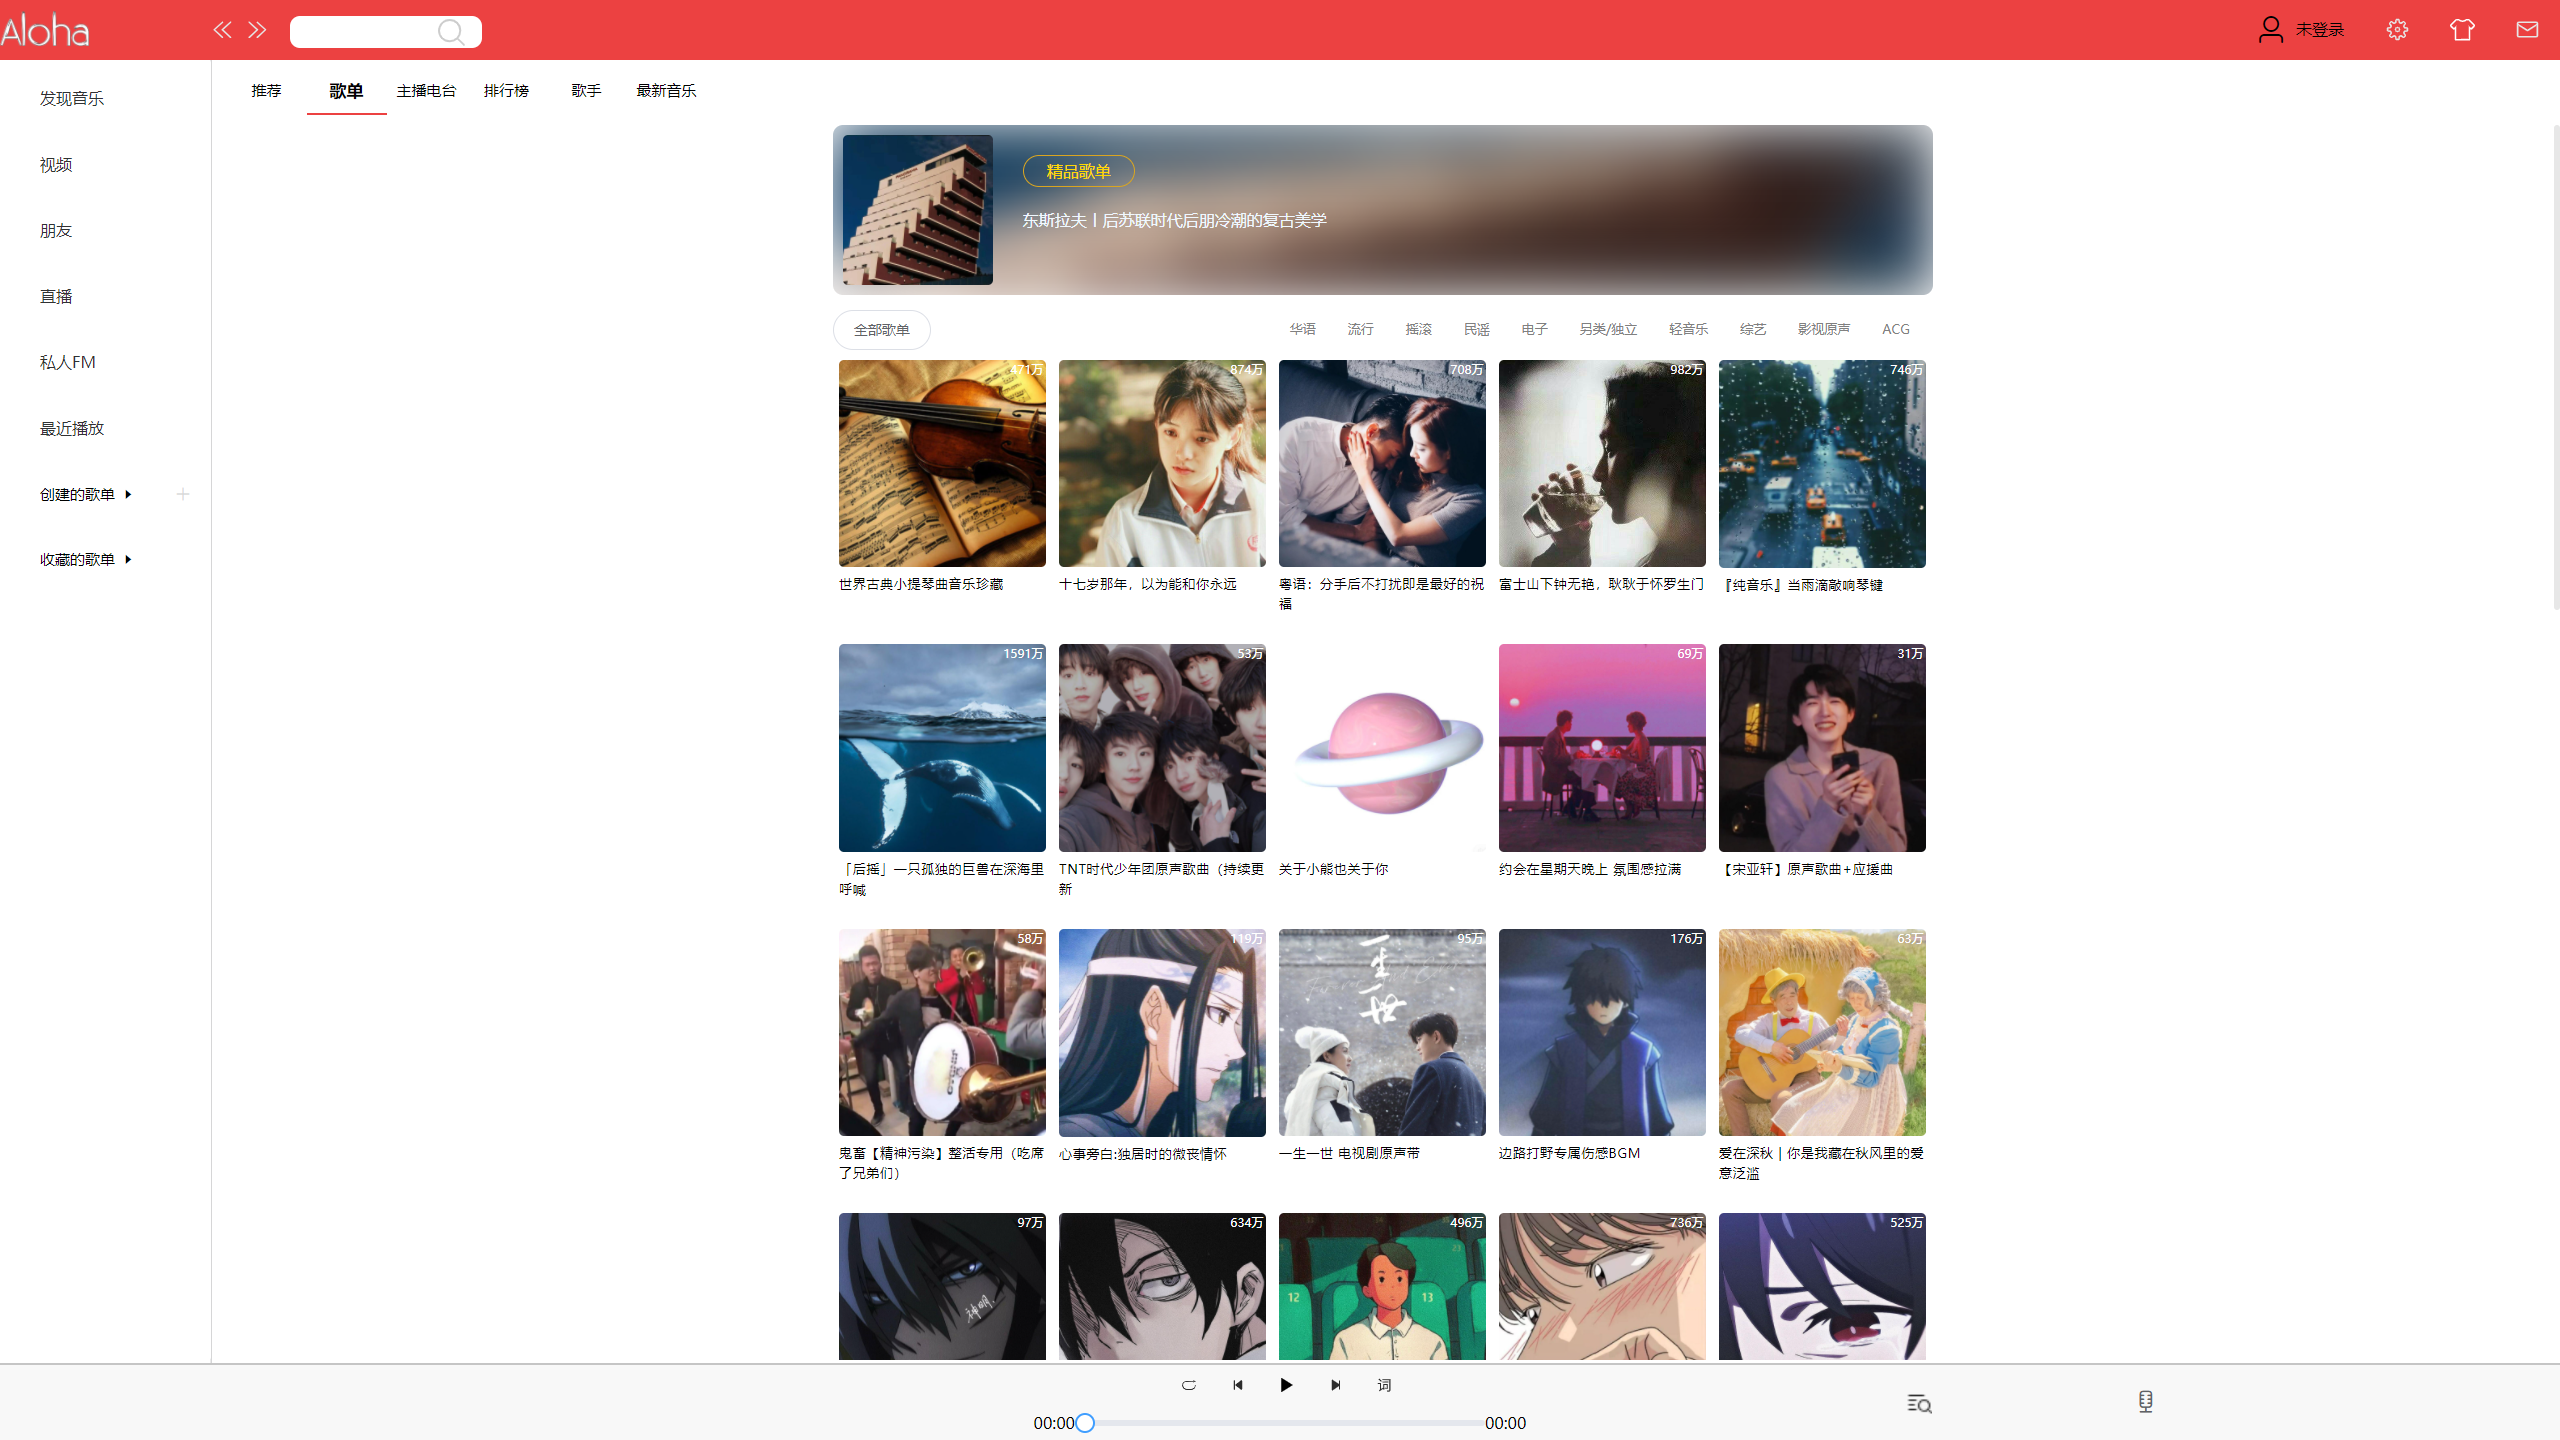 Aloha
未登录
发现音乐
视频
朋友
直播
私人FM
最近播放
创建的歌单
收藏的歌单
推荐 歌单 主播电台 排行榜 歌手 最新音乐
精品歌单
东斯拉夫丨后苏联时代后朋冷潮的复古美学
全部歌单
华语 流行 摇滚 民谣 电子 另类/独立 轻音乐 综艺 影视原声 ACG
471万
874万
708万
982万
746万
世界古典小提琴曲音乐珍藏
十七岁那年，以为能和你永远
粤语：分手后不打扰即是最好的祝
福
富士山下钟无艳，耿耿于怀罗生门
『纯音乐』当雨滴敲响琴键
1591万
53万
69万
31万
「后摇」一只孤独的巨兽在深海里
呼喊
TNT时代少年团原声歌曲（持续更
新
关于小熊也关于你
约会在星期天晚上 氛围感拉满
【宋亚轩】原声歌曲+应援曲
58万
119万
95万
176万
63万
一生一世
鬼畜【精神污染】整活专用（吃席
了兄弟们）
心事旁白:独居时的微丧情怀
一生一世 电视剧原声带
边路打野专属伤感BGM
爱在深秋 | 你是我藏在秋风里的爱
意泛滥
97万
634万
496万
736万
525万
神明.
12
13
词
00:00
00:00